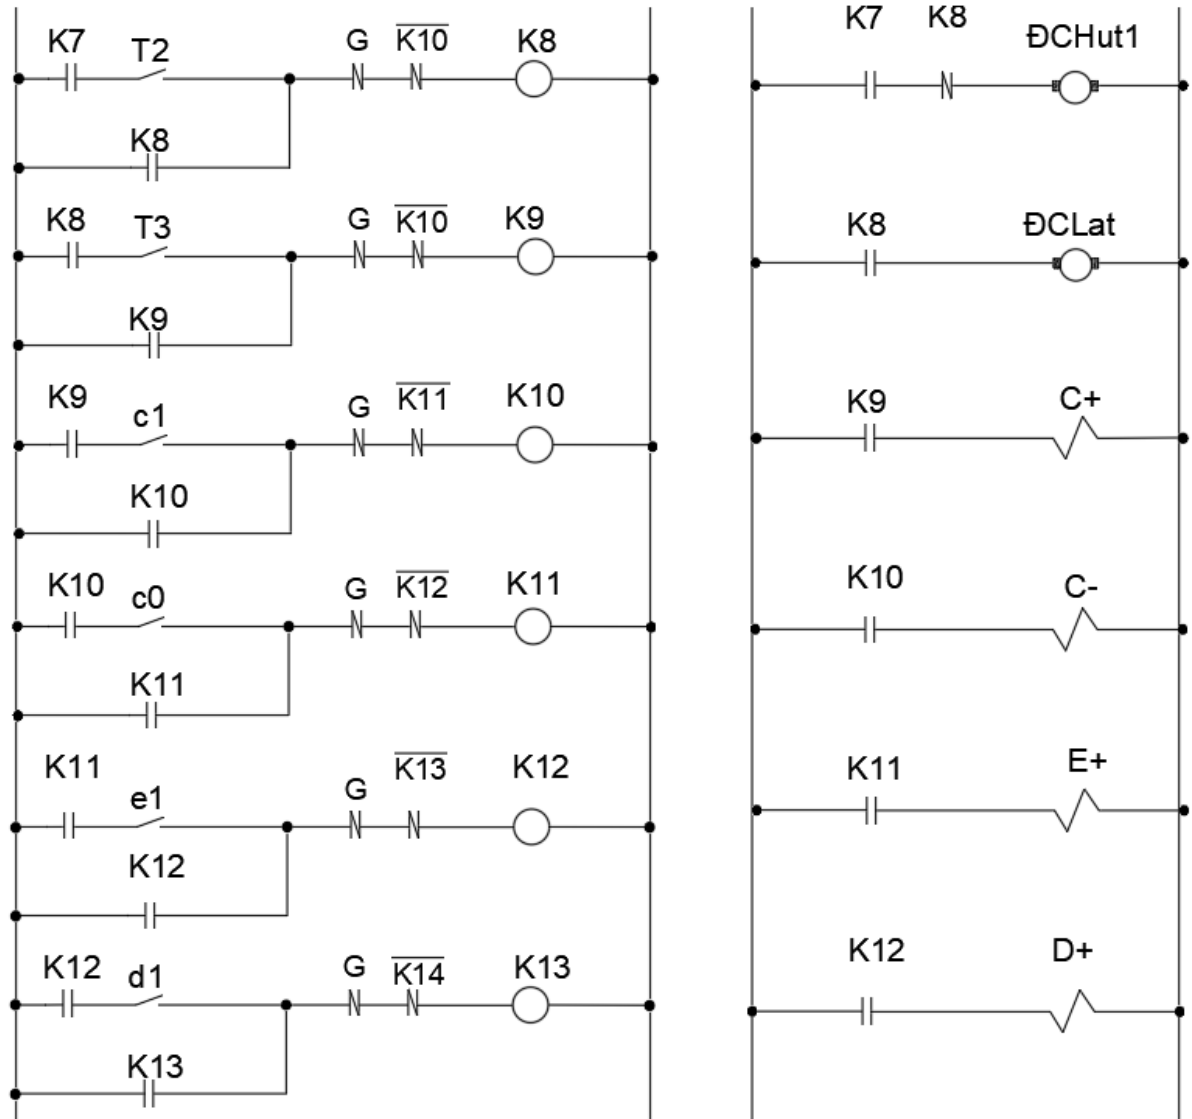 K7 T2 G K10 K8
K8
K8 T3 G K10 K9
K9
K9 c1 G K11 K10
K10
K10 c0 G K12 K11
K11
K11 e1 G K13 K12
K12
K12 d1 G K14 K13
K13
K7 K8 ĐCHut1
K8 ĐCLat
K9 C+
K10 C-
K11 E+
K12 D+